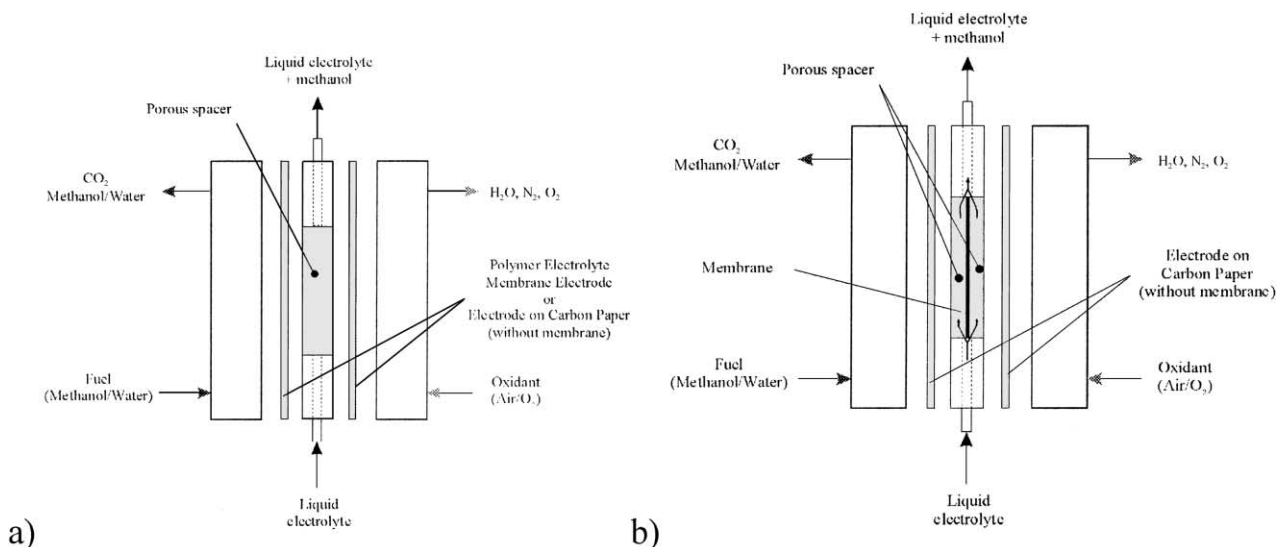 Liquid electrolyte
+ methanol
Porous spacer
CO₂
Methanol/Water
H₂O, N₂, O₂
Polymer Electrolyte
Membrane Electrode
or
Electrode on Carbon Paper
(without membrane)
Fuel
(Methanol/Water)
Oxidant
(Air/O₂)
Liquid
electrolyte
a)
Liquid electrolyte
+ methanol
Porous spacer
CO₂
Methanol/Water
H₂O, N₂, O₂
Membrane
Electrode on
Carbon Paper
(without membrane)
Fuel
(Methanol/Water)
Oxidant
(Air/O₂)
Liquid
electrolyte
b)